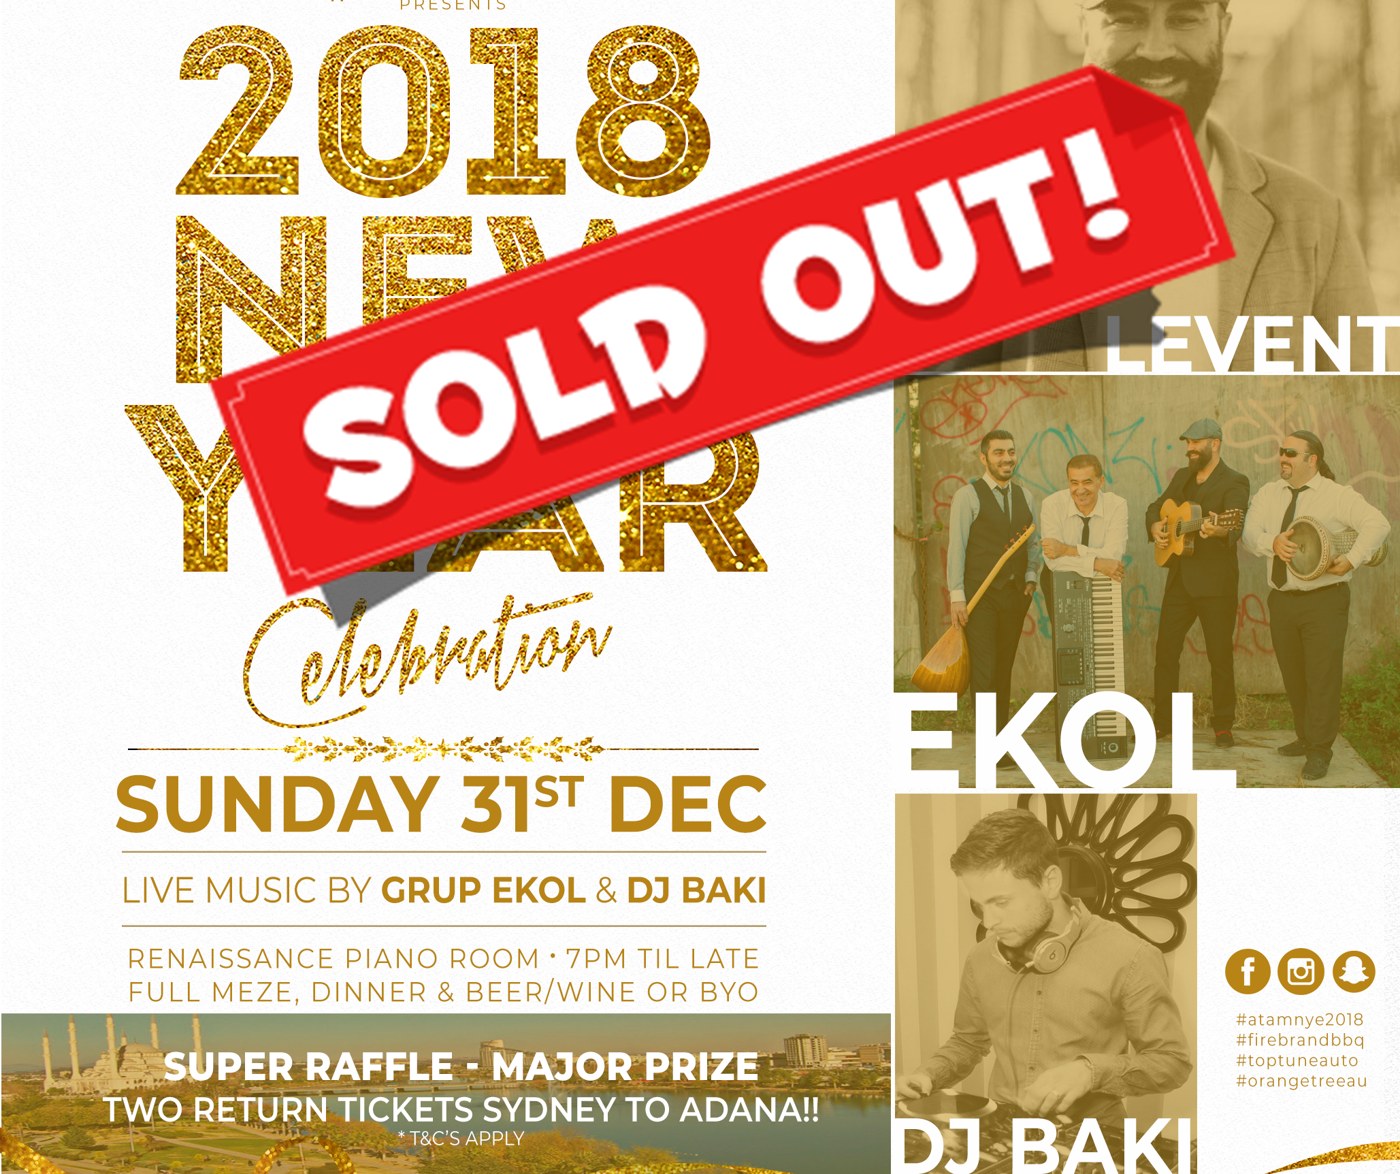 PRESENTS
2018
NEW
YEAR
SOLD OUT!
Celebration
SUNDAY 31ST DEC
LIVE MUSIC BY GRUP EKOL & DJ BAKI
RENAISSANCE PIANO ROOM • 7PM TIL LATE
FULL MEZE, DINNER & BEER/WINE OR BYO
SUPER RAFFLE - MAJOR PRIZE
TWO RETURN TICKETS SYDNEY TO ADANA!!
* T&C'S APPLY
LEVENT
EKOL
DJ BAKI
#atamnye2018
#firebrandbbq
#toptuneauto
#orangetreeau